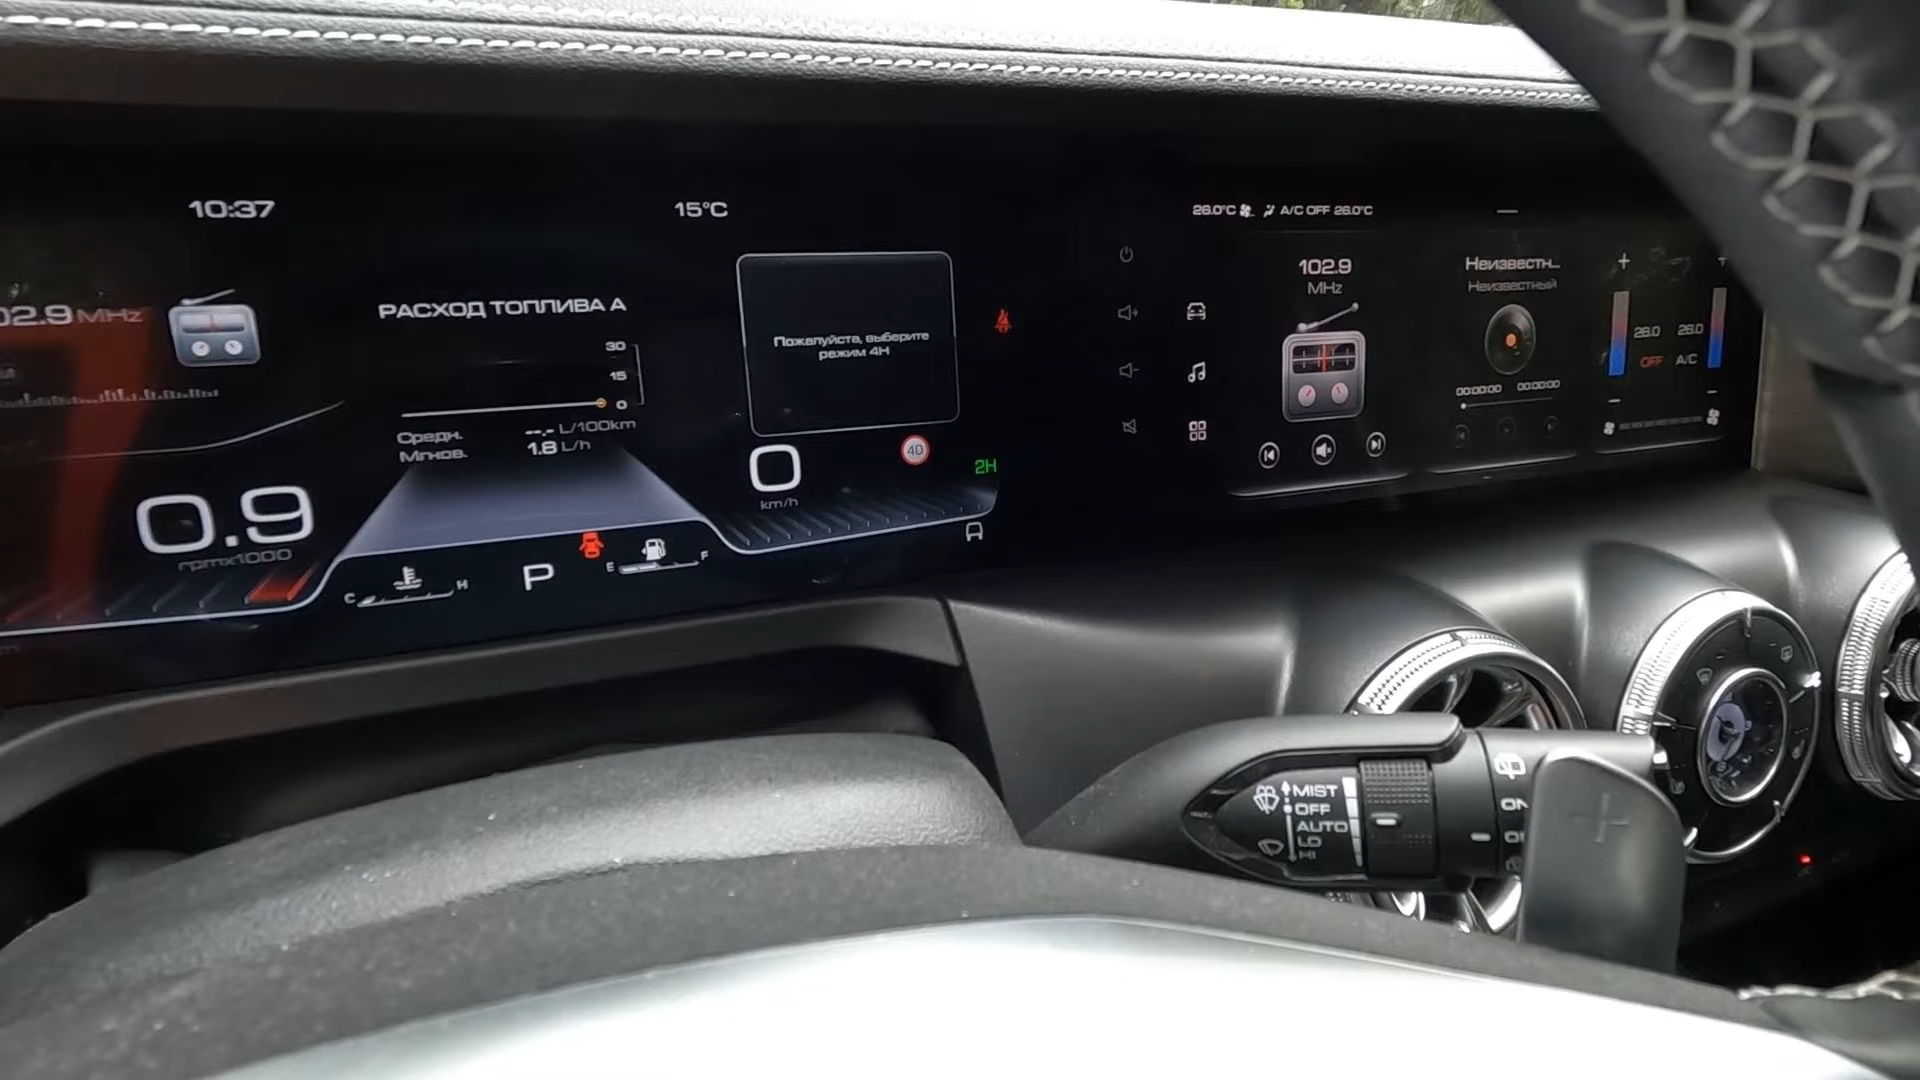 10:37
15°C
02.9 MHz
РАСХОД ТОПЛИВА А
30
15
0
Средн. --.- L/100km
Мгнов. 1.8 L/h
Пожалуйста, выберите
режим 4H
40
2H
0
km/h
0.9
rpmx1000
C H
P
E F
26.0°C A/C OFF 26.0°C
102.9
MHz
Неизвестн...
Неизвестный
00:00:00 00:00:00
+ +
26.0 26.0
OFF A/C
MIST
OFF
AUTO
LO
HI
ON
+